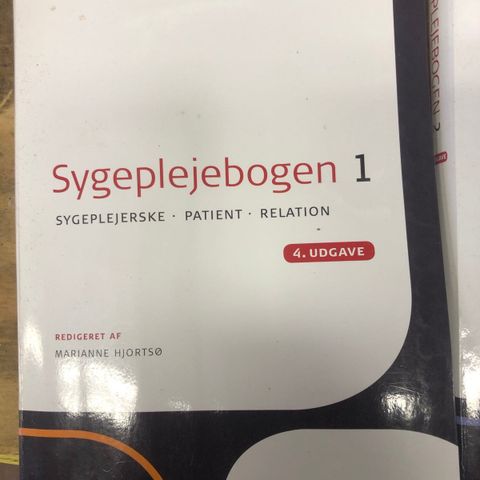 Sygeplejebogen 1
SYGEPLEJERSKE · PATIENT · RELATION
4. UDGAVE
REDIGERET AF
MARIANNE HJORTSØ